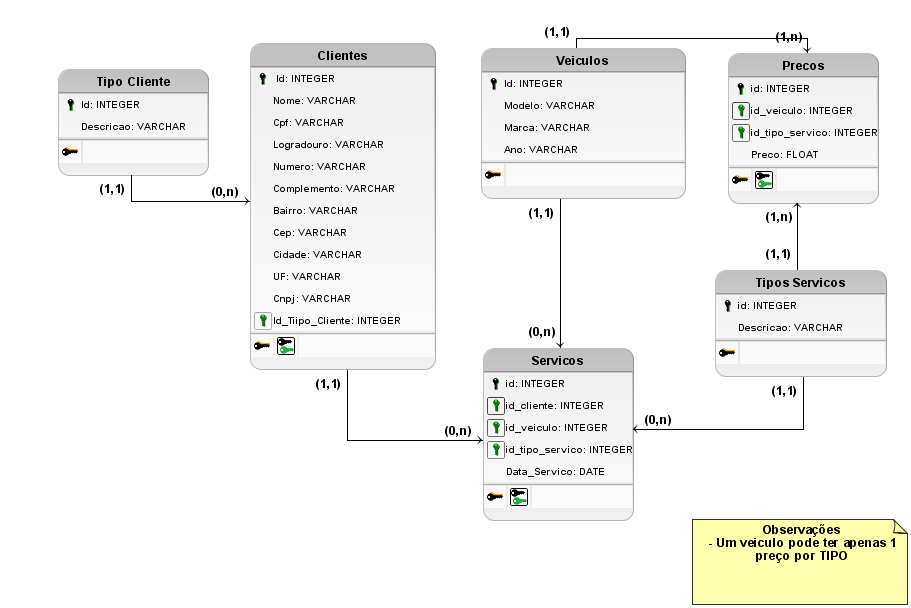 Tipo Cliente
Id: INTEGER
Descricao: VARCHAR
(1,1)
(0,n)
Clientes
Id: INTEGER
Nome: VARCHAR
Cpf: VARCHAR
Logradouro: VARCHAR
Numero: VARCHAR
Complemento: VARCHAR
Bairro: VARCHAR
Cep: VARCHAR
Cidade: VARCHAR
UF: VARCHAR
Cnpj: VARCHAR
Id_Tiipo_Cliente: INTEGER
(1,1)
(0,n)
(1,1)
(1,n)
Veiculos
Id: INTEGER
Modelo: VARCHAR
Marca: VARCHAR
Ano: VARCHAR
(1,1)
(0,n)
Precos
id: INTEGER
id_veiculo: INTEGER
id_tipo_servico: INTEGER
Preco: FLOAT
(1,n)
(1,1)
Tipos Servicos
id: INTEGER
Descricao: VARCHAR
(1,1)
(0,n)
Servicos
id: INTEGER
id_cliente: INTEGER
id_veiculo: INTEGER
id_tipo_servico: INTEGER
Data_Servico: DATE
Observações
- Um veiculo pode ter apenas 1
preço por TIPO